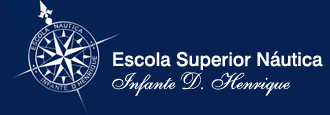 ESCOLA NÁUTICA
INFANTE D'HENRIQUE
Escola Superior Náutica
Infante D. Henrique